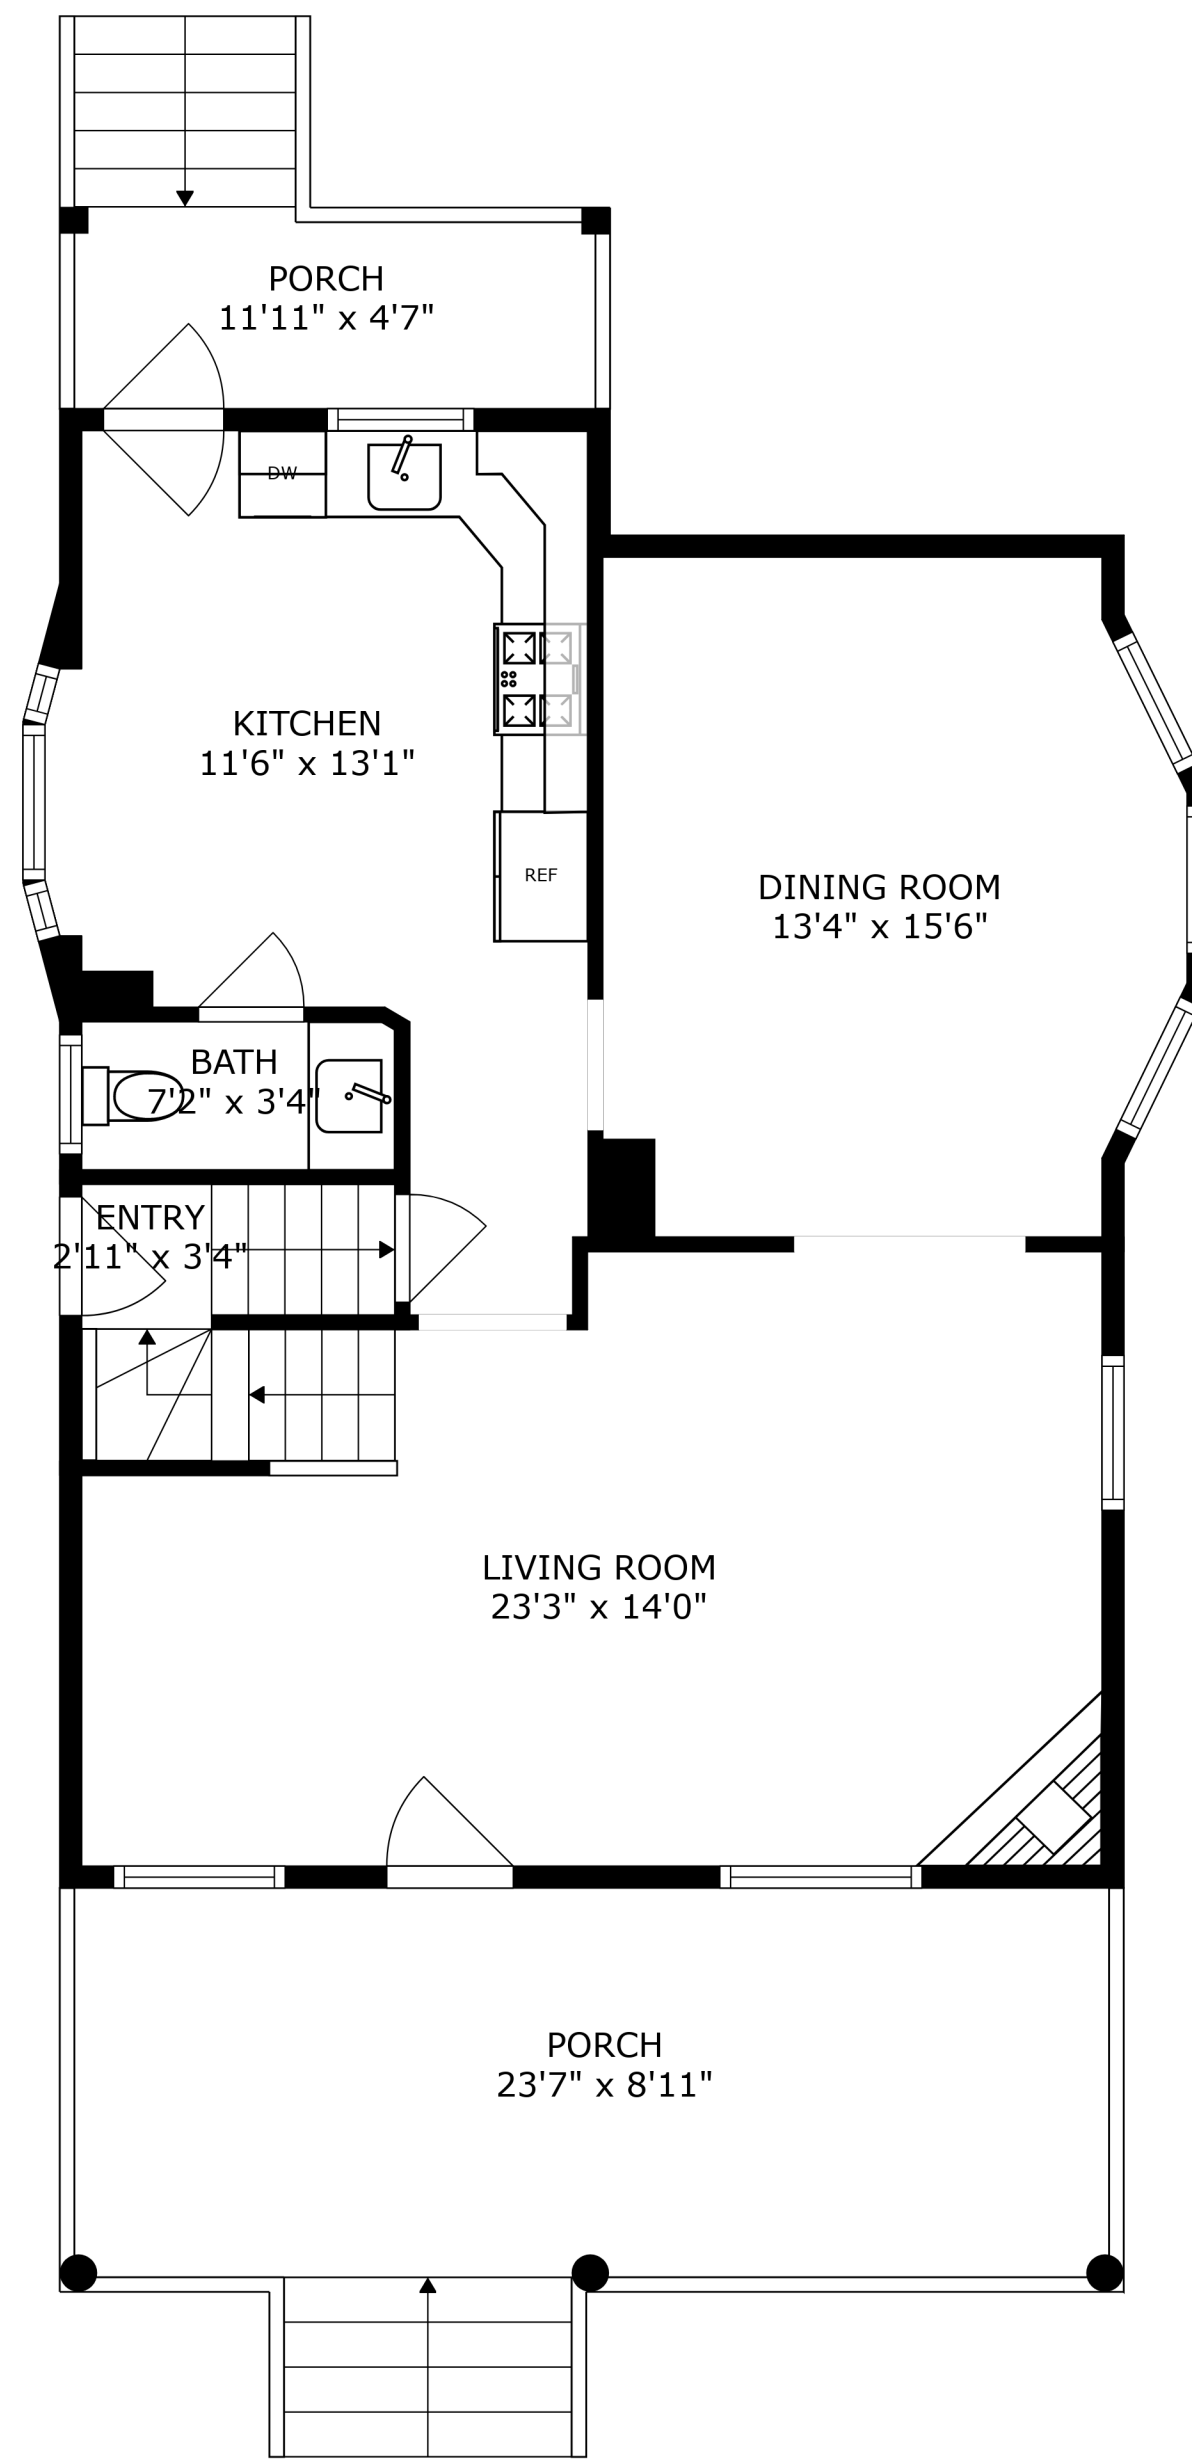 PORCH
11'11" x 4'7"
DW
KITCHEN
11'6" x 13'1"
REF
DINING ROOM
13'4" x 15'6"
BATH
7'2" x 3'4"
ENTRY
2'11" x 3'4"
LIVING ROOM
23'3" x 14'0"
PORCH
23'7" x 8'11"